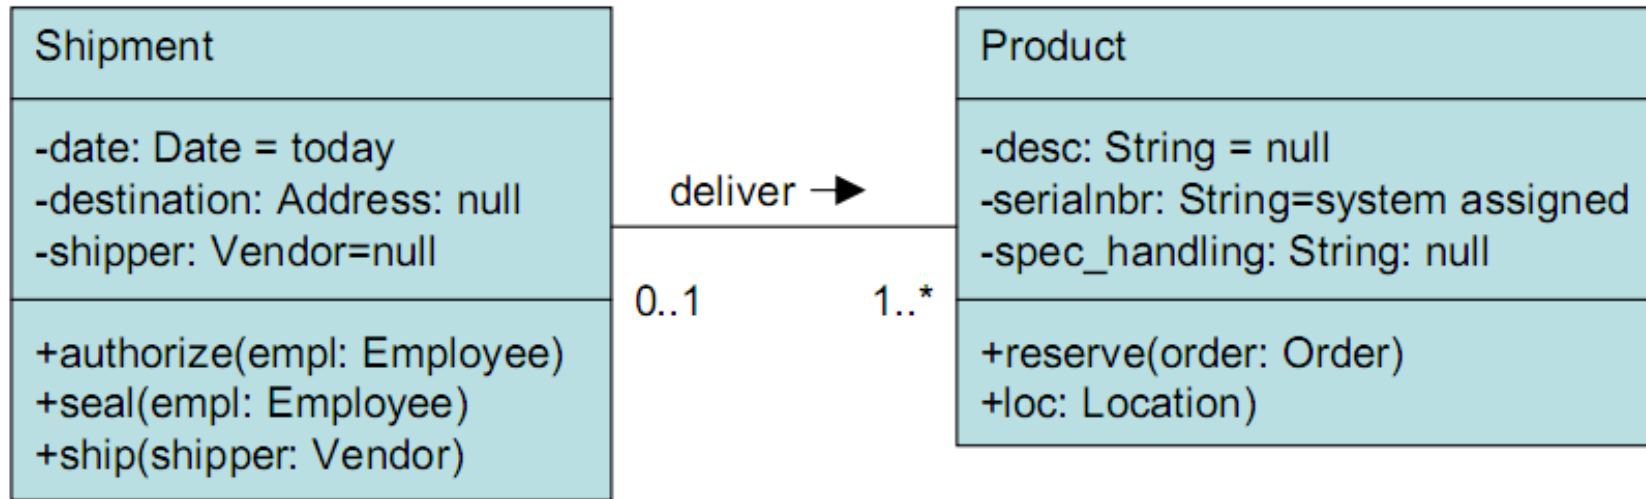 Shipment
-date: Date = today
-destination: Address: null
-shipper: Vendor=null
+authorize(empl: Employee)
+seal(empl: Employee)
+ship(shipper: Vendor)
deliver
0..1
1..*
Product
-desc: String = null
-serialnbr: String=system assigned
-spec_handling: String: null
+reserve(order: Order)
+loc: Location)